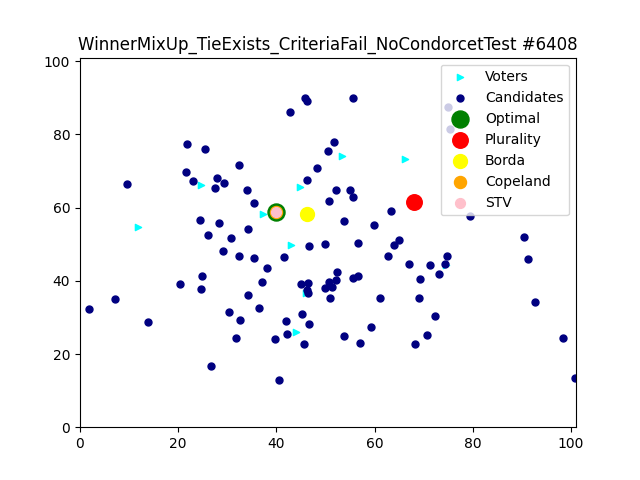 WinnerMixUp_TieExists_CriteriaFail_NoCondorcetTest #6408
100
80
60
40
20
0
0 20 40 60 80 100
Voters
Candidates
Optimal
Plurality
Borda
Copeland
STV